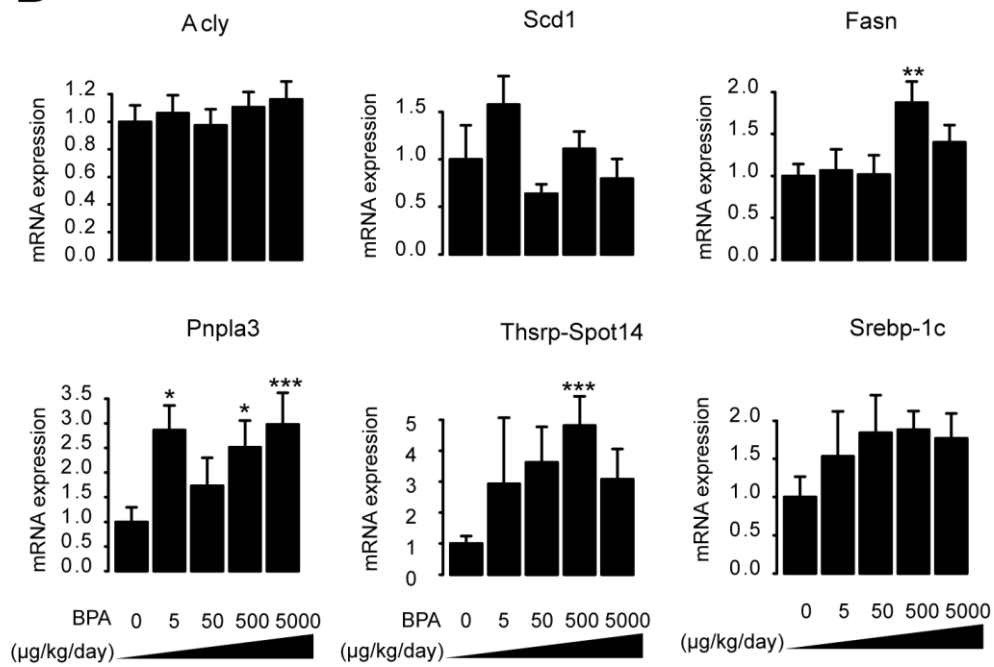 Acly
mRNA expression
1.2
1.0
0.8
0.6
0.4
0.2
0.0
Scd1
mRNA expression
1.5
1.0
0.5
0.0
Fasn
mRNA expression
2.0
1.5
1.0
0.5
0.0
**
Pnpla3
mRNA expression
3.5
3.0
2.5
2.0
1.5
1.0
0.5
0.0
* * ***
Thsrp-Spot14
mRNA expression
5
4
3
2
1
0
***
Srebp-1c
mRNA expression
2.0
1.5
1.0
0.5
0.0
BPA 0 5 50 500 5000
(µg/kg/day)
BPA 0 5 50 500 5000
(µg/kg/day)
0 5 50 500 5000
(µg/kg/day)